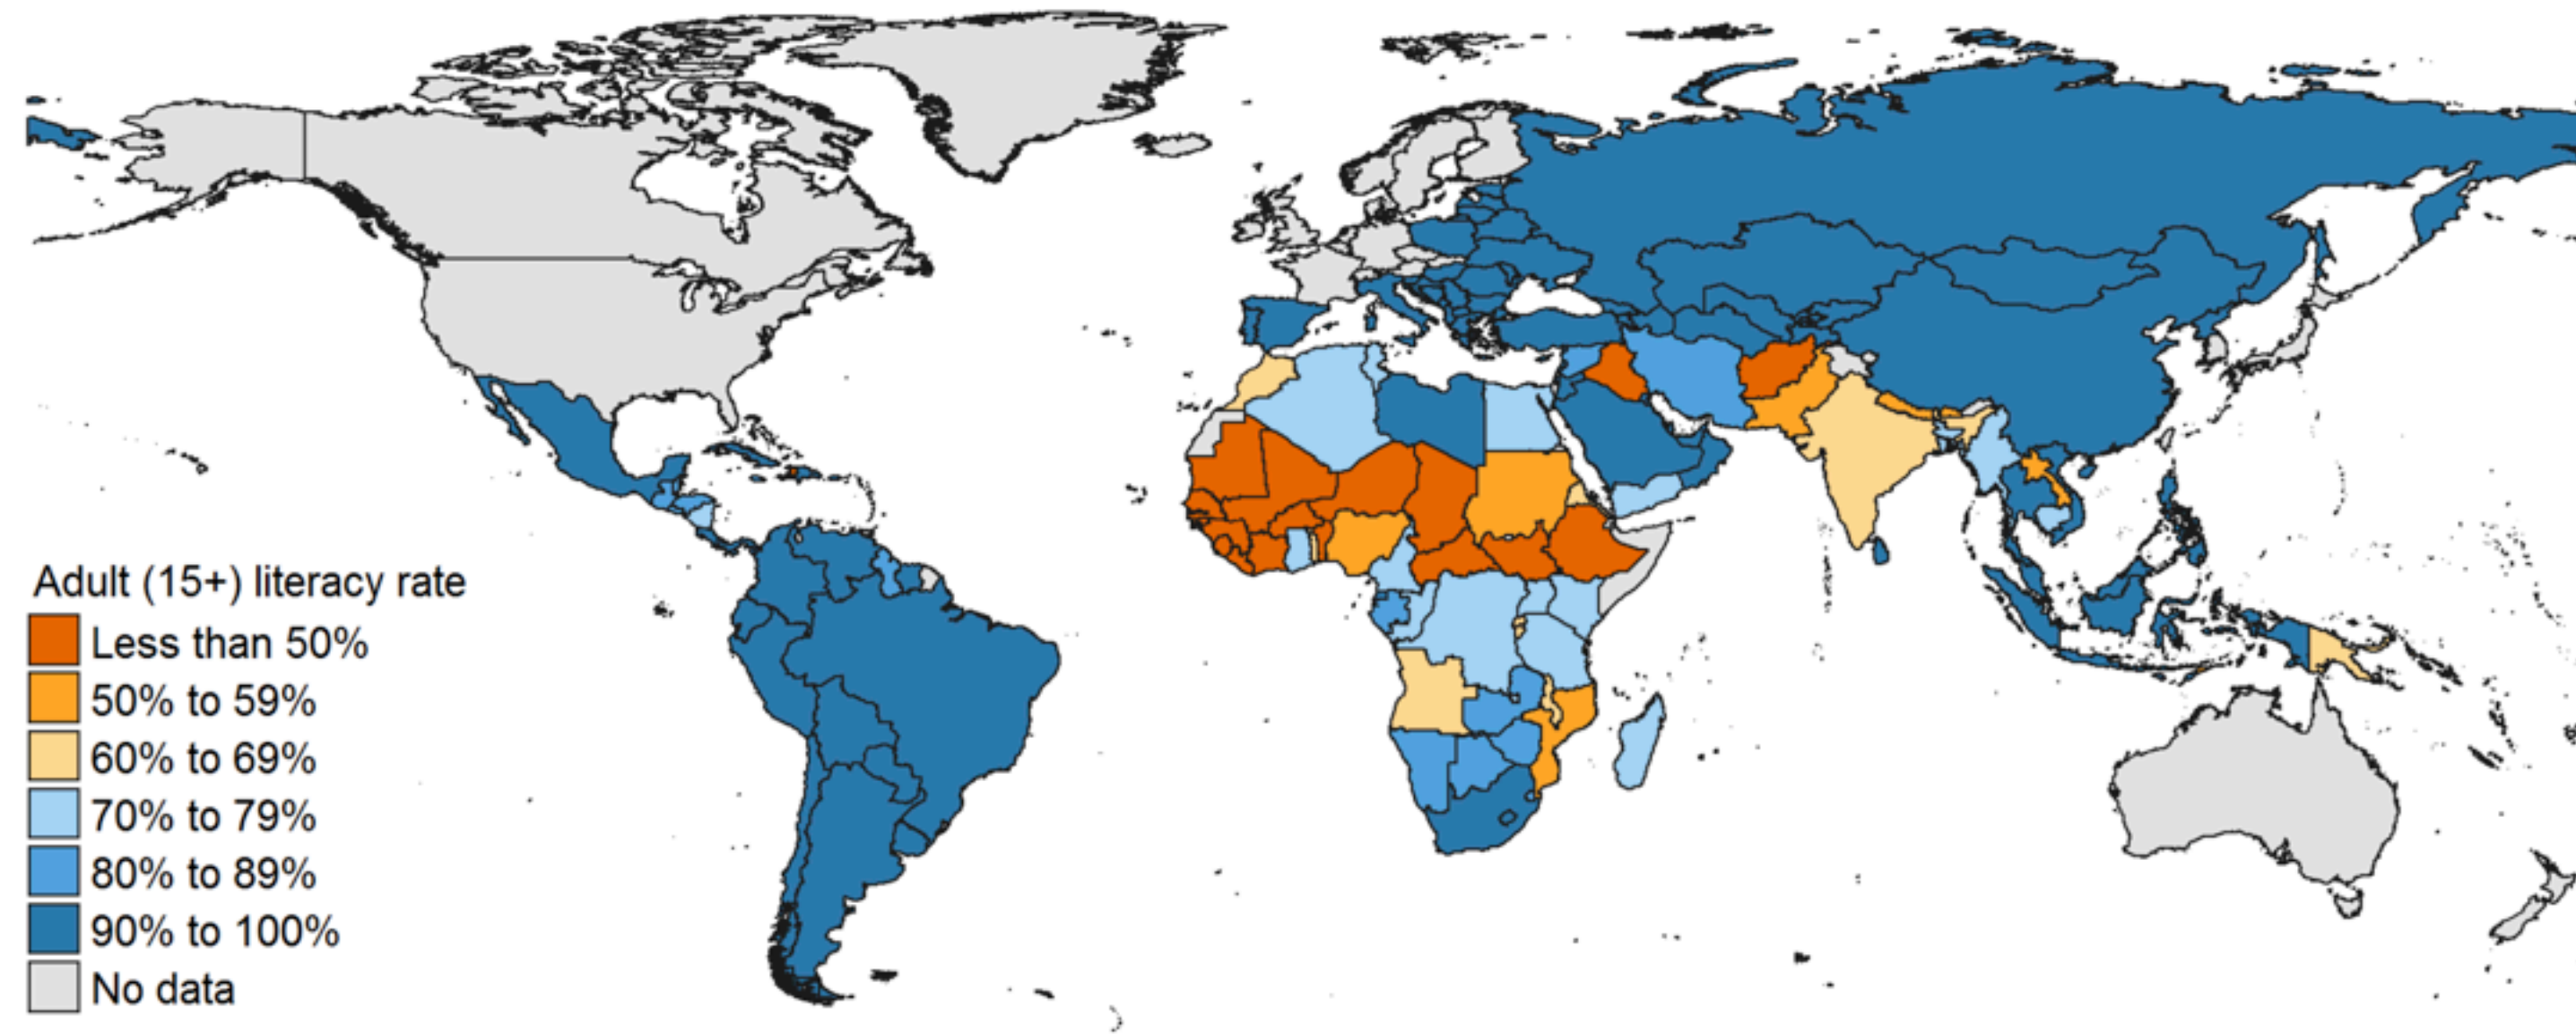 Adult (15+) literacy rate
Less than 50%
50% to 59%
60% to 69%
70% to 79%
80% to 89%
90% to 100%
No data